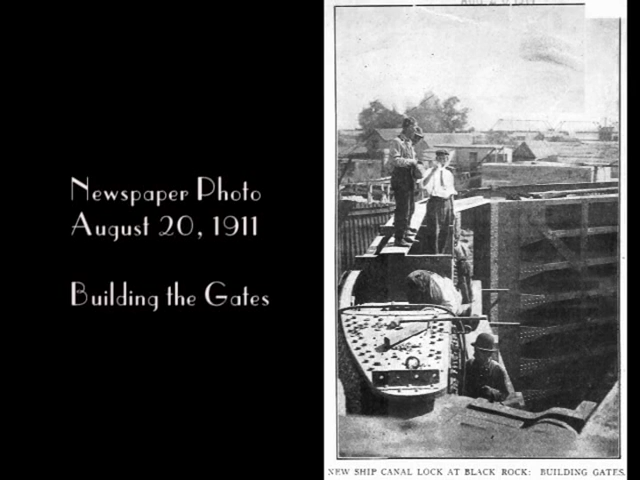 Newspaper Photo
August 20, 1911
Building the Gates
NEW SHIP CANAL LOCK AT BLACK ROCK: BUILDING GATES.